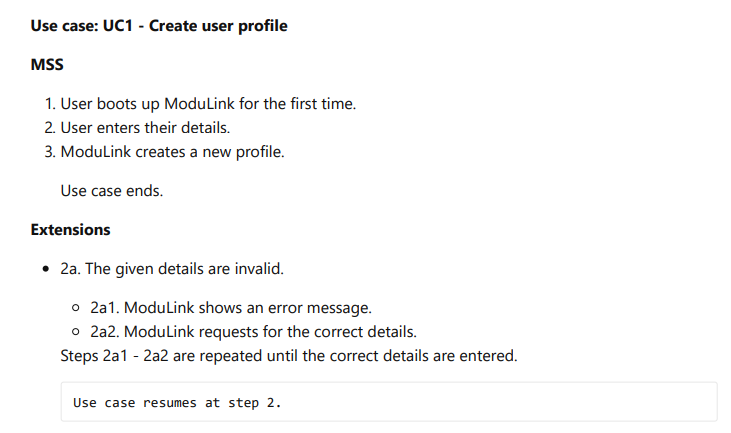 Use case: UC1 - Create user profile
MSS
1. User boots up ModuLink for the first time.
2. User enters their details.
3. ModuLink creates a new profile.
Use case ends.
Extensions
• 2a. The given details are invalid.
◦ 2a1. ModuLink shows an error message.
◦ 2a2. ModuLink requests for the correct details.
Steps 2a1 - 2a2 are repeated until the correct details are entered.
Use case resumes at step 2.